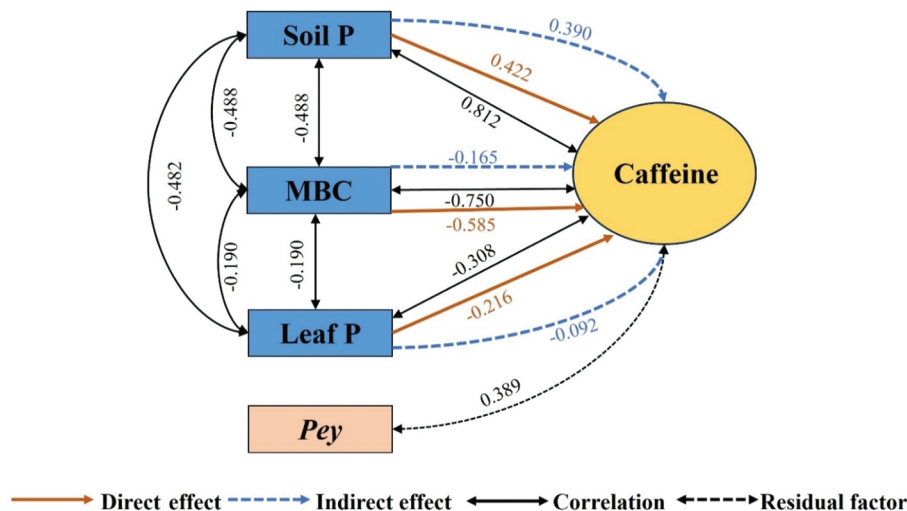 Soil P
0.390
0.422
0.812
-0.488
-0.488
-0.482
-0.165
MBC
Caffeine
-0.750
-0.585
-0.190
-0.190
-0.308
-0.216
Leaf P
-0.092
0.389
Pey
Direct effect Indirect effect Correlation Residual factor